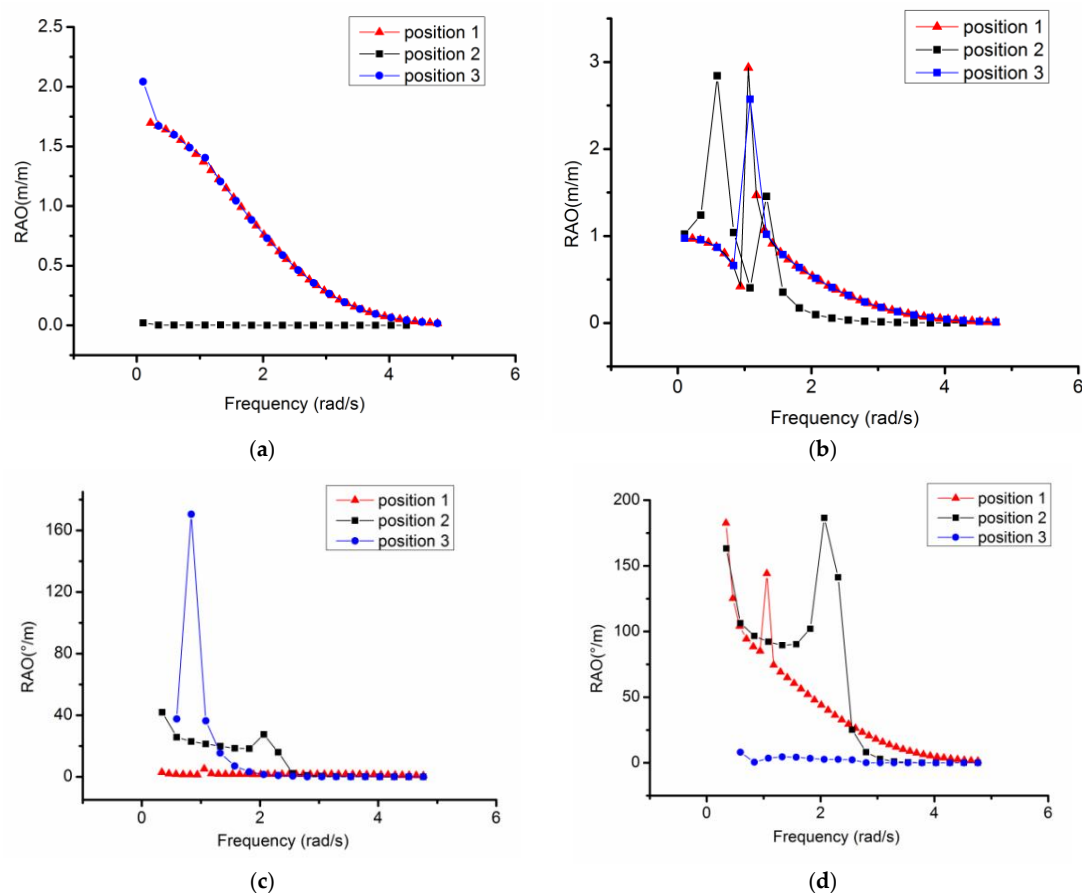 2.5
2.0
1.5
1.0
0.5
0.0
RAO(m/m)
0 2 4 6
Frequency (rad/s)
position 1
position 2
position 3
(a)
3
2
1
0
RAO(m/m)
0 1 2 3 4 5 6
Frequency (rad/s)
position 1
position 2
position 3
(b)
160
120
80
40
0
RAO(°/m)
0 2 4 6
Frequency (rad/s)
position 1
position 2
position 3
(c)
200
150
100
50
0
RAO(°/m)
0 2 4 6
Frequency (rad/s)
position 1
position 2
position 3
(d)